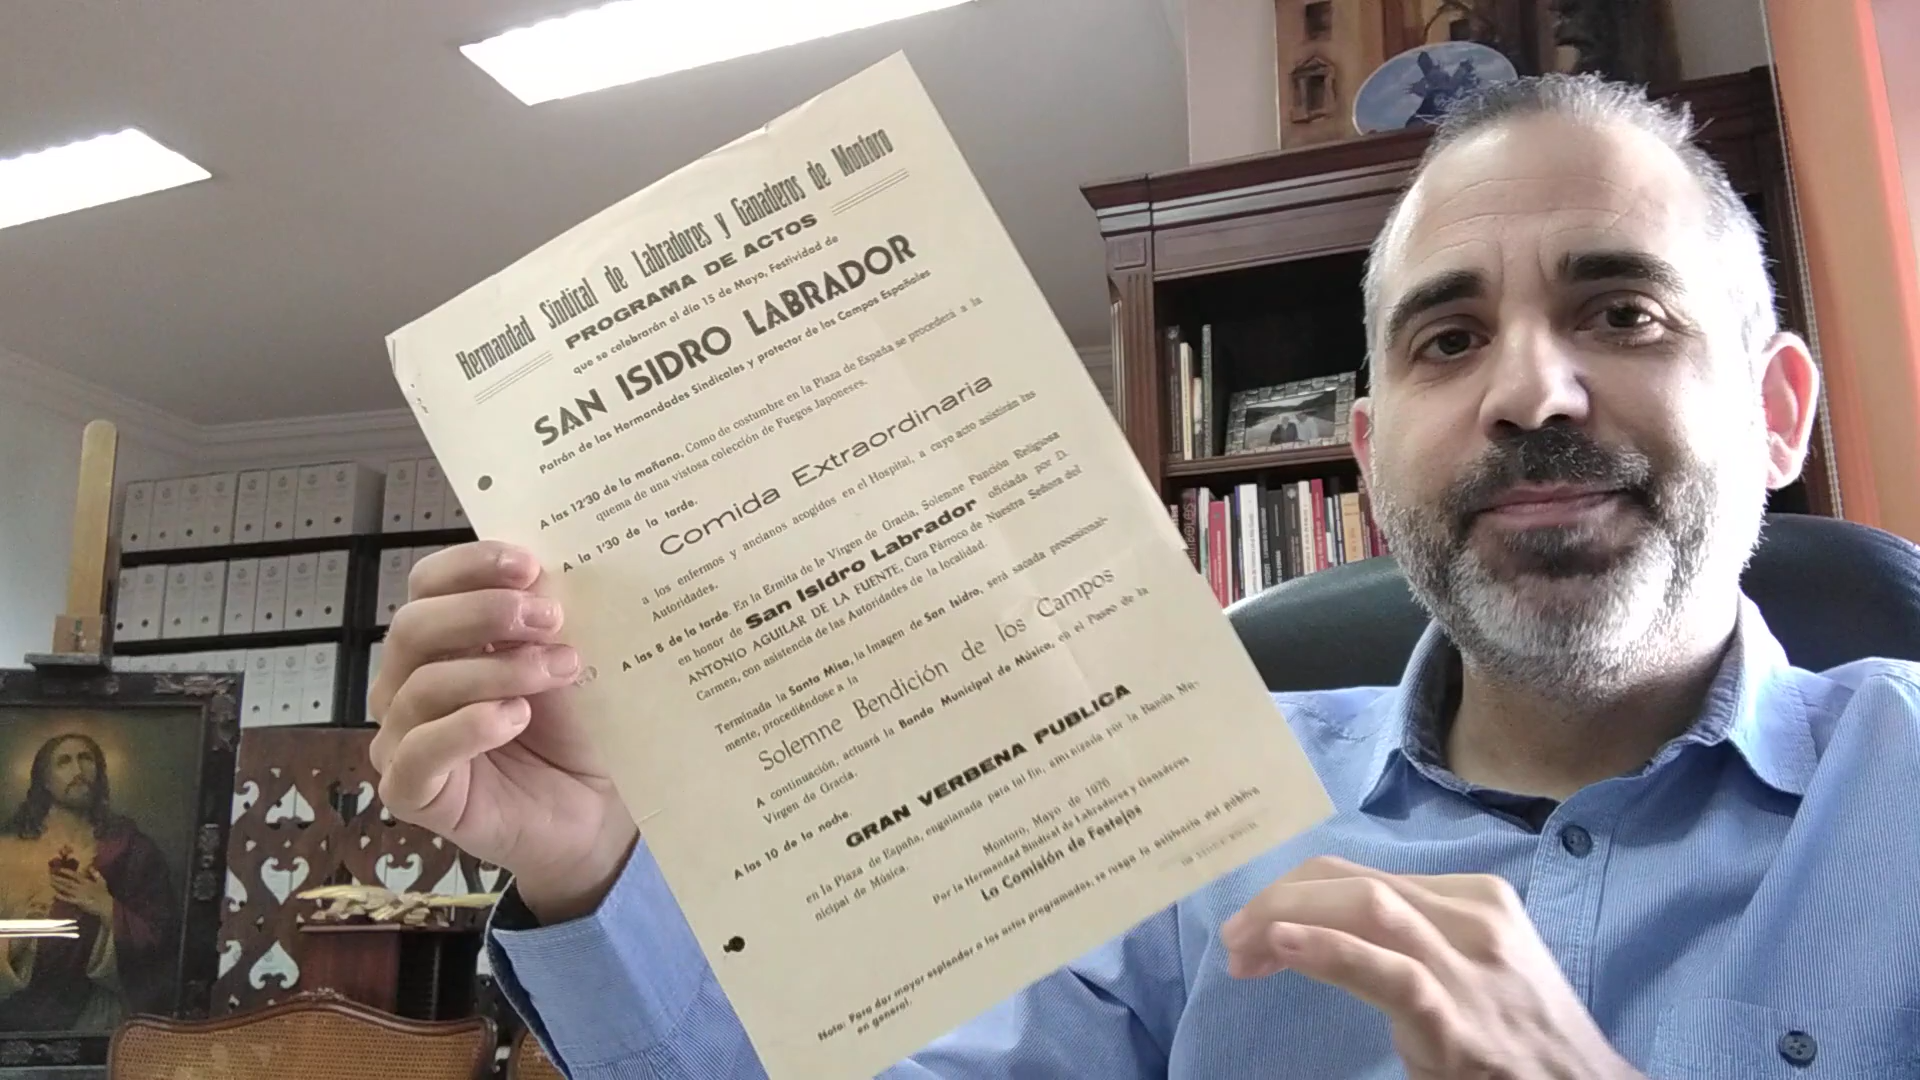 Hermandad Sindical de Labradores y Ganaderos de Montoro
PROGRAMA DE ACTOS
que se celebrarán el día 15 de Mayo, Festividad de
SAN ISIDRO LABRADOR
Patrón de las Hermandades Sindicales y protector de los Campos Españoles
A las 12'30 de la mañana, Como de costumbre en la Plaza de España se procederá a la
quema de una vistosa colección de Fuegos Japoneses.
A la 1'30 de la tarde.
Comida Extraordinaria
a los enfermos y ancianos acogidos en el Hospital, a cuyo acto asistirán las
Autoridades.
A las 8 de la tarde. En la Ermita de la Virgen de Gracia, Solemne Función Religiosa
en honor de San Isidro Labrador oficiada por D.
ANTONIO AGUILAR DE LA FUENTE, Cura Párroco de Nuestra Señora del
Carmen, con asistencia de las Autoridades de la localidad.
Terminada la Santa Misa, la Imagen de San Isidro, será sacada procesional-
mente, procediéndose a la
Solemne Bendición de los Campos
A continuación, actuará la Banda Municipal de Música, en el Paseo de la
Virgen de Gracia.
A las 10 de la noche.
GRAN VERBENA PUBLICA
en la Plaza de España, engalanada para tal fin, amenizada por la Banda Mu-
nicipal de Música.
Montoro, Mayo de 1976
Por la Hermandad Sindical de Labradores y Ganaderos
La Comisión de Festejos
Nota: Para dar mayor esplendor a los actos programados, se ruega la asistencia del público
en general.